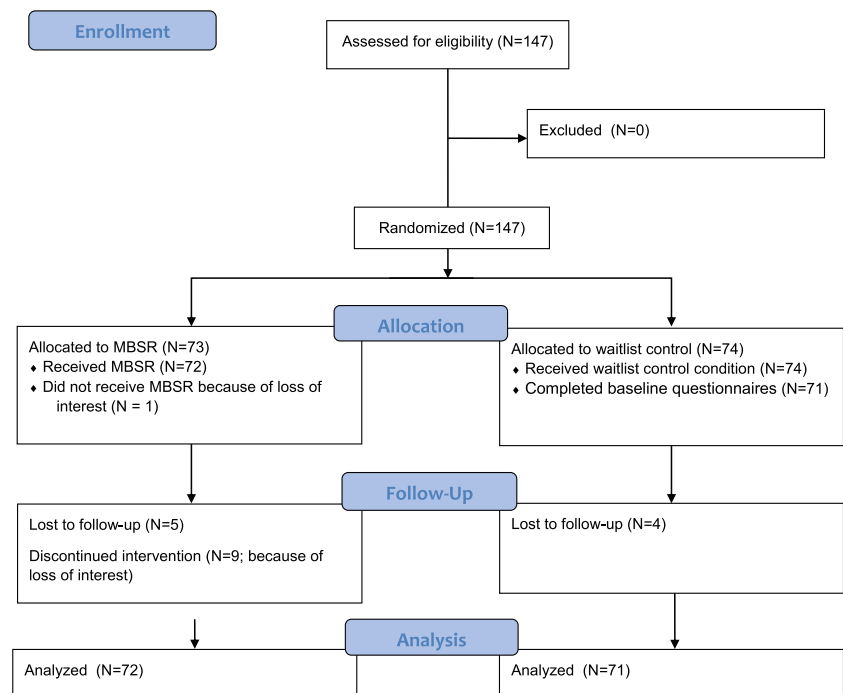 Enrollment
Assessed for eligibility (N=147)
Excluded (N=0)
Randomized (N=147)
Allocation
Allocated to MBSR (N=73)
♦ Received MBSR (N=72)
♦ Did not receive MBSR because of loss of
interest (N = 1)
Allocated to waitlist control (N=74)
♦ Received waitlist control condition (N=74)
♦ Completed baseline questionnaires (N=71)
Follow-Up
Lost to follow-up (N=5)
Discontinued intervention (N=9; because of
loss of interest)
Lost to follow-up (N=4)
Analysis
Analyzed (N=72)
Analyzed (N=71)